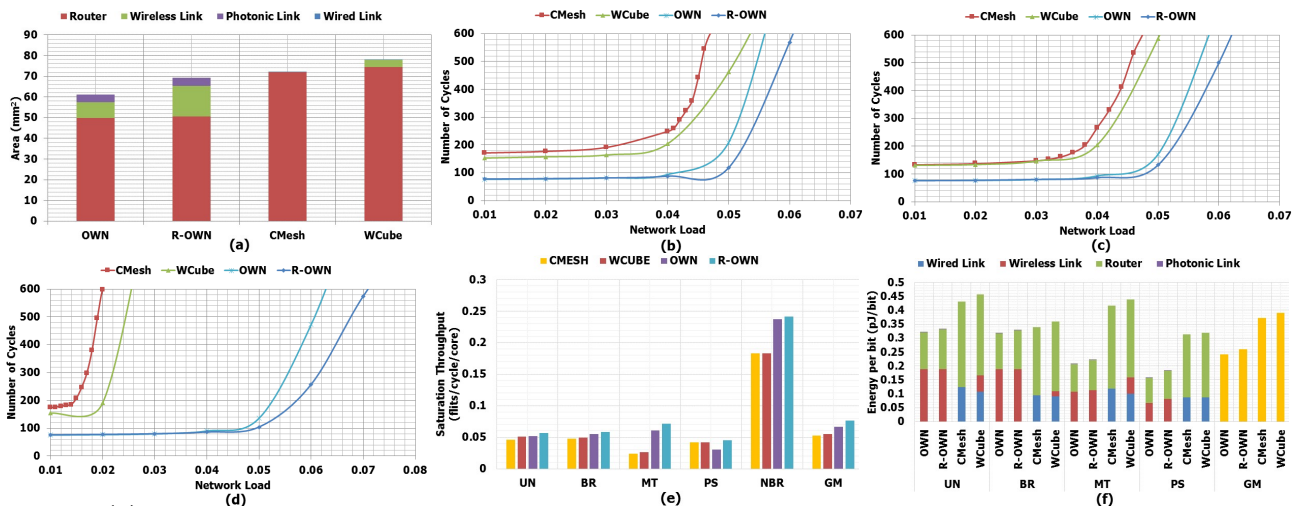 Router Wireless Link Photonic Link Wired Link
90
80
70
60
50
40
30
20
10
0
Area (mm²)
OWN R-OWN CMesh WCube
(a)
CMesh WCube OWN R-OWN
600
500
400
300
200
100
0
Number of Cycles
0.01 0.02 0.03 0.04 0.05 0.06 0.07
Network Load
(b)
CMesh WCube OWN R-OWN
600
500
400
300
200
100
0
Number of Cycles
0.01 0.02 0.03 0.04 0.05 0.06 0.07
Network Load
(c)
CMesh WCube OWN R-OWN
600
500
400
300
200
100
0
Number of Cycles
0.01 0.02 0.03 0.04 0.05 0.06 0.07 0.08
Network Load
(d)
CMESH WCUBE OWN R-OWN
0.3
0.25
0.2
0.15
0.1
0.05
0
Saturation Throughput
(flits/cycle/core)
UN BR MT PS NBR GM
(e)
Wired Link Wireless Link Router Photonic Link
0.5
0.45
0.4
0.35
0.3
0.25
0.2
0.15
0.1
0.05
0
Energy per bit (pJ/bit)
OWN R-OWN CMesh WCube OWN R-OWN CMesh WCube OWN R-OWN CMesh WCube OWN R-OWN CMesh WCube OWN R-OWN CMesh WCube
UN BR MT PS GM
(f)